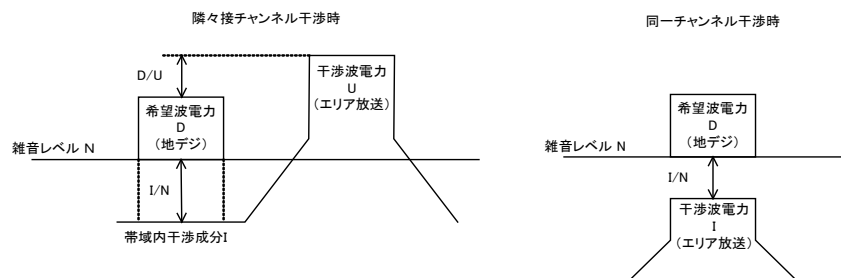 隣々接チャンネル干渉時
D/U
希望波電力
D
(地デジ)
干渉波電力
U
(エリア放送)
雑音レベル N
I/N
帯域内干渉成分I
同一チャンネル干渉時
希望波電力
D
(地デジ)
雑音レベル N
I/N
干渉波電力
I
(エリア放送)